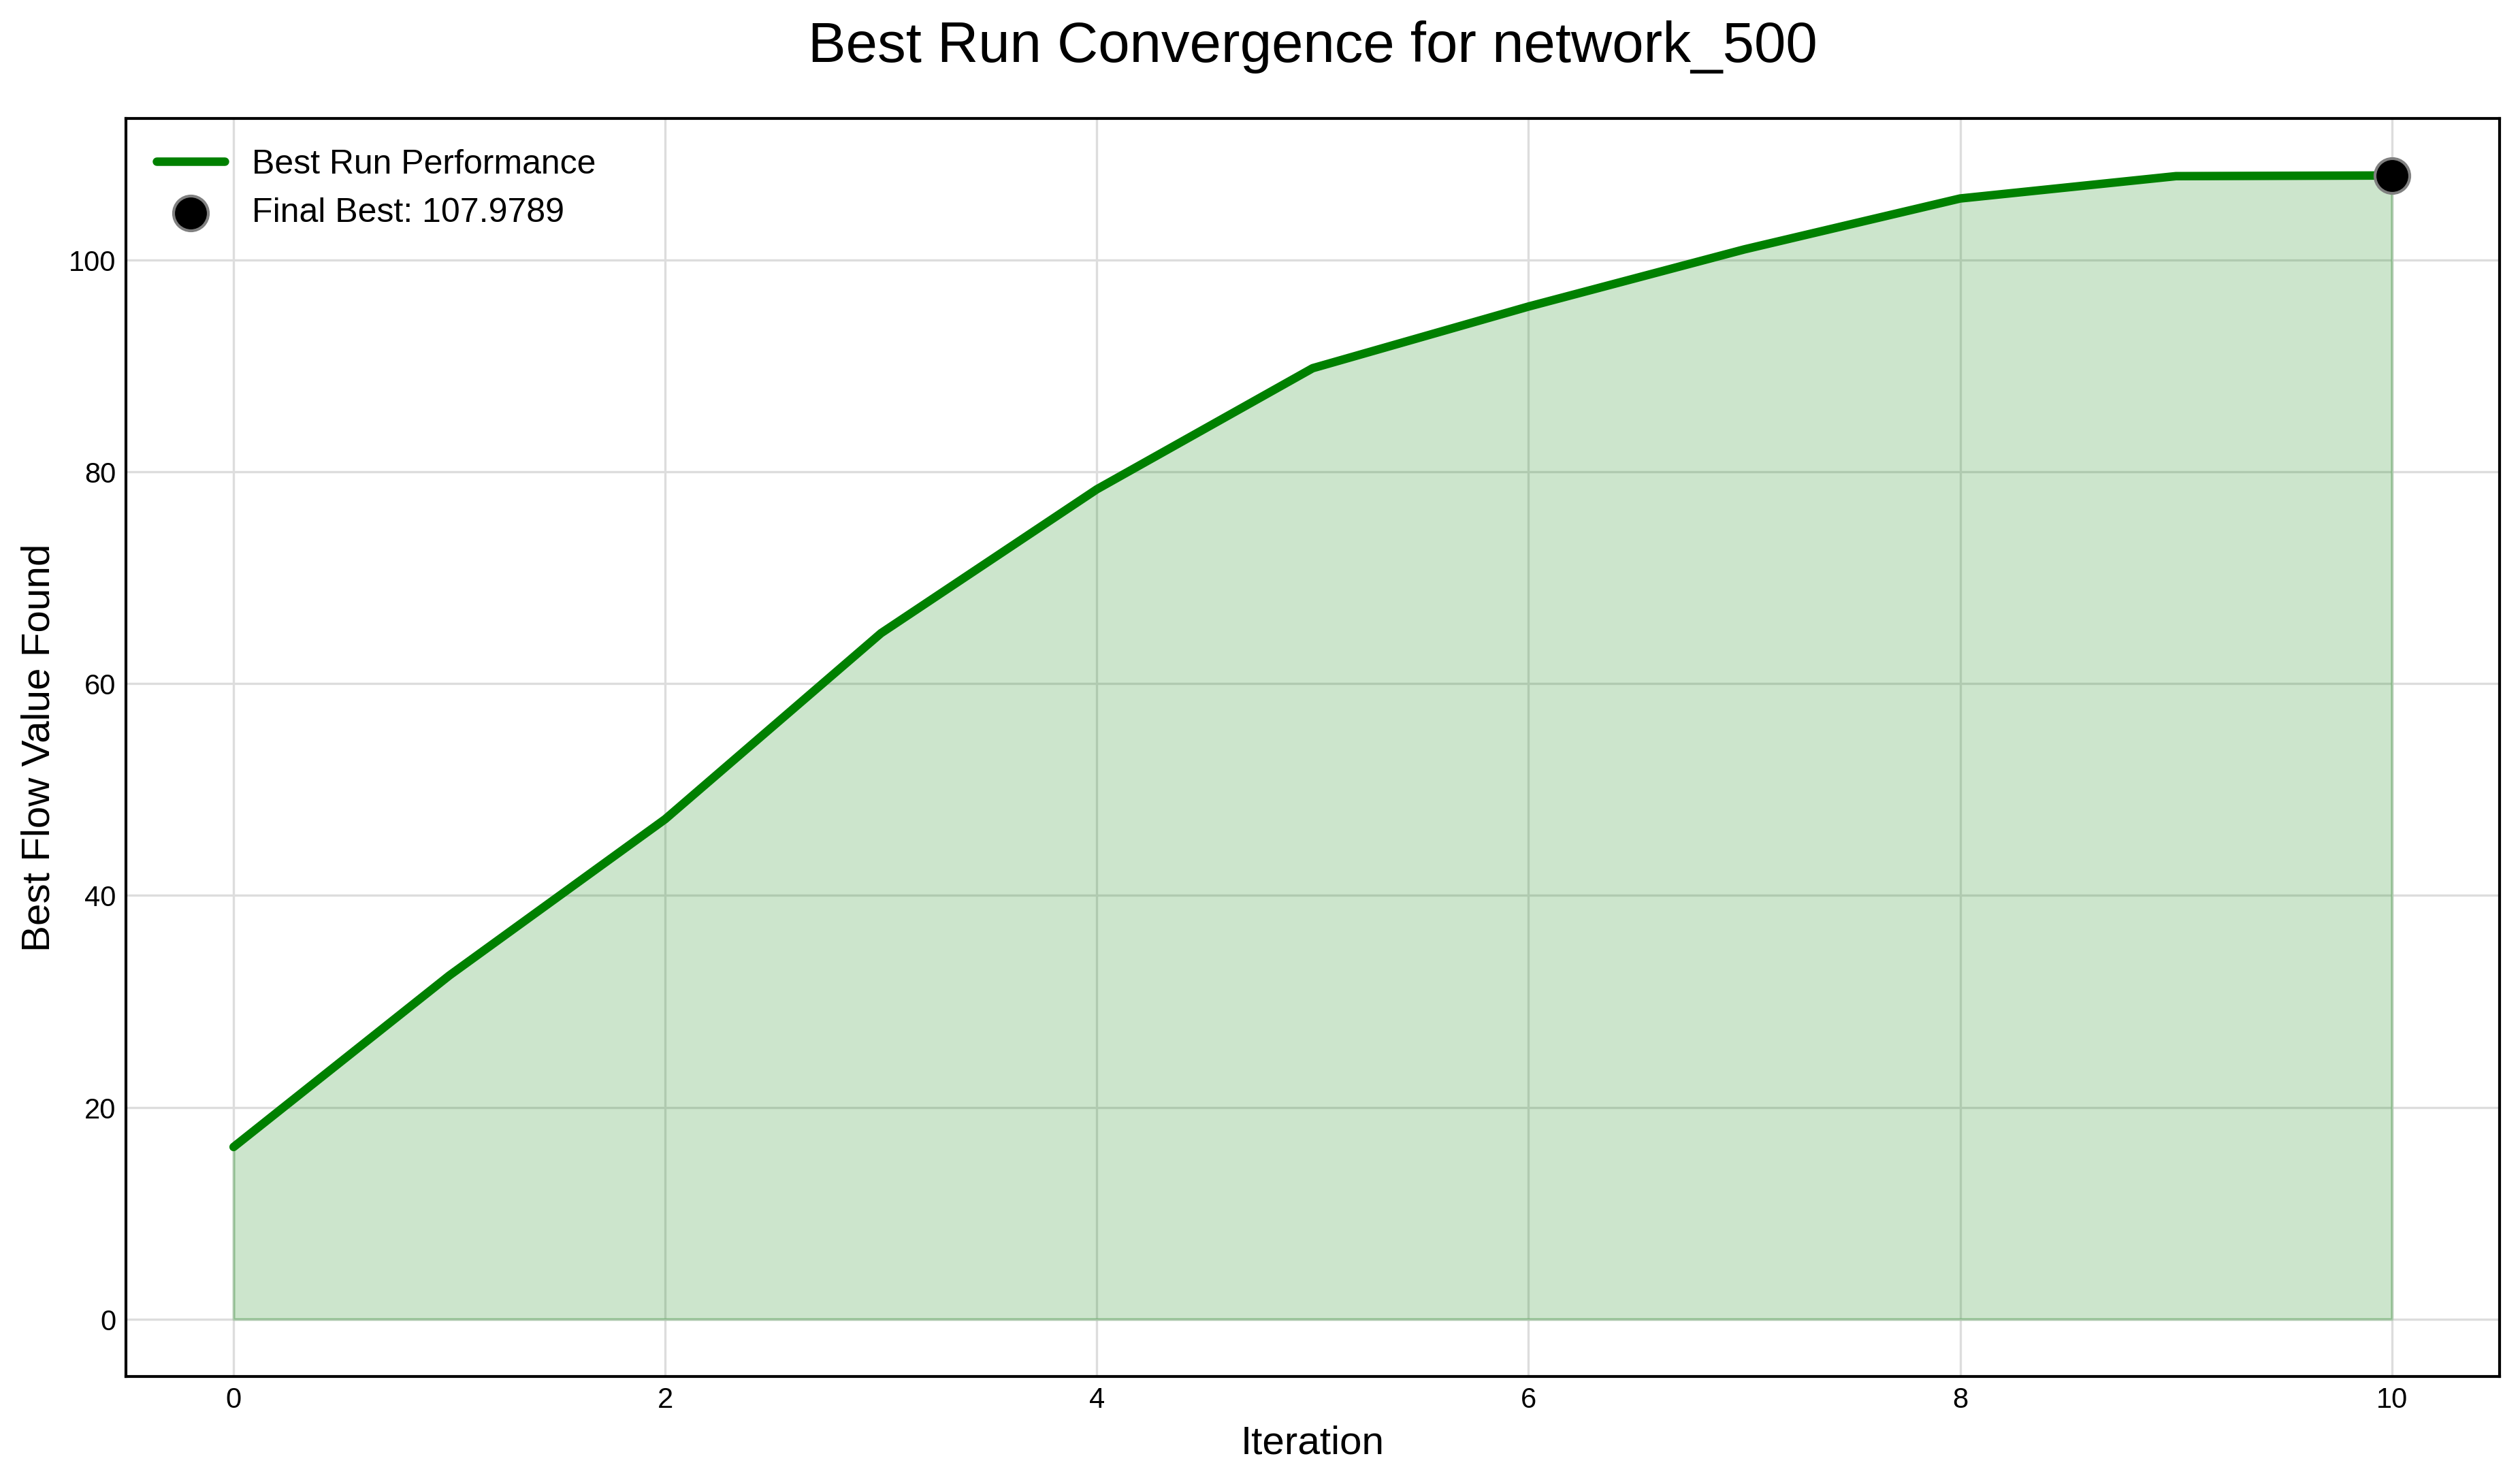 Best Run Convergence for network_500
Best Run Performance
Final Best: 107.9789
100
80
60
40
20
0
Best Flow Value Found
0 2 4 6 8 10
Iteration